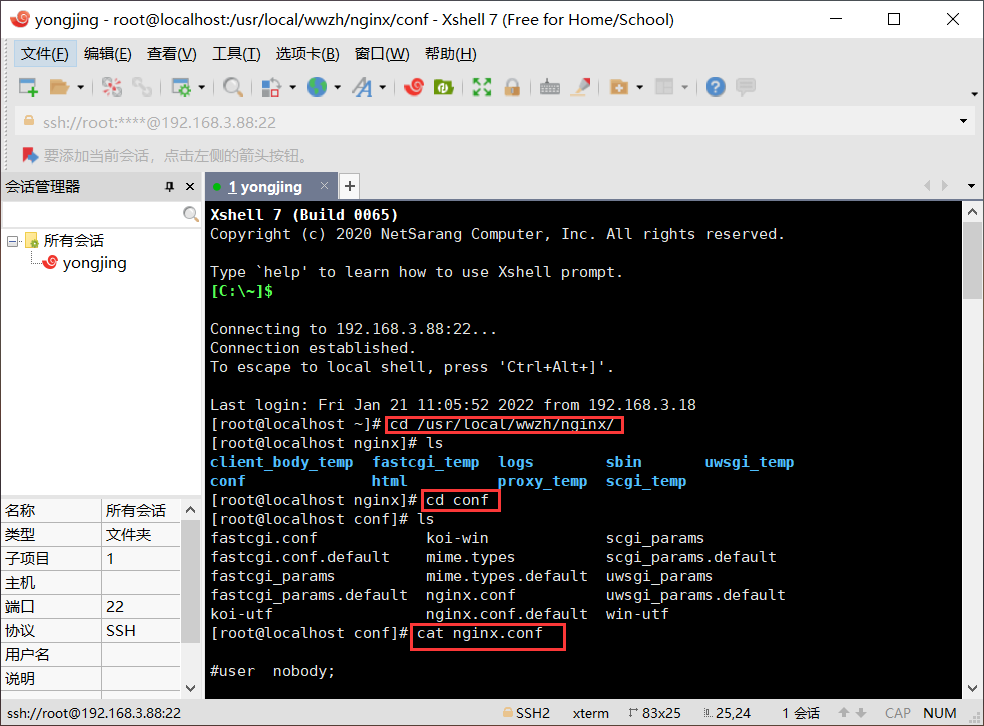 yongjing - root@localhost:/usr/local/wwzh/nginx/conf - Xshell 7 (Free for Home/School)
文件(F) 编辑(E) 查看(V) 工具(T) 选项卡(B) 窗口(W) 帮助(H)
ssh://root:****@192.168.3.88:22
要添加当前会话，点击左侧的箭头按钮。
会话管理器
所有会话
yongjing
名称 所有会话
类型 文件夹
子项目 1
主机
端口 22
协议 SSH
用户名
说明
1 yongjing
Xshell 7 (Build 0065)
Copyright (c) 2020 NetSarang Computer, Inc. All rights reserved.
Type `help' to learn how to use Xshell prompt.
[C:\~]$
Connecting to 192.168.3.88:22...
Connection established.
To escape to local shell, press 'Ctrl+Alt+]'.
Last login: Fri Jan 21 11:05:52 2022 from 192.168.3.18
[root@localhost ~]# cd /usr/local/wwzh/nginx/
[root@localhost nginx]# ls
client_body_temp fastcgi_temp logs sbin uwsgi_temp
conf html proxy_temp scgi_temp
[root@localhost nginx]# cd conf
[root@localhost conf]# ls
fastcgi.conf koi-win scgi_params
fastcgi.conf.default mime.types scgi_params.default
fastcgi_params mime.types.default uwsgi_params
fastcgi_params.default nginx.conf uwsgi_params.default
koi-utf nginx.conf.default win-utf
[root@localhost conf]# cat nginx.conf
#user  nobody;
ssh://root@192.168.3.88:22 SSH2 xterm 83x25 25,24 1 会话 CAP NUM